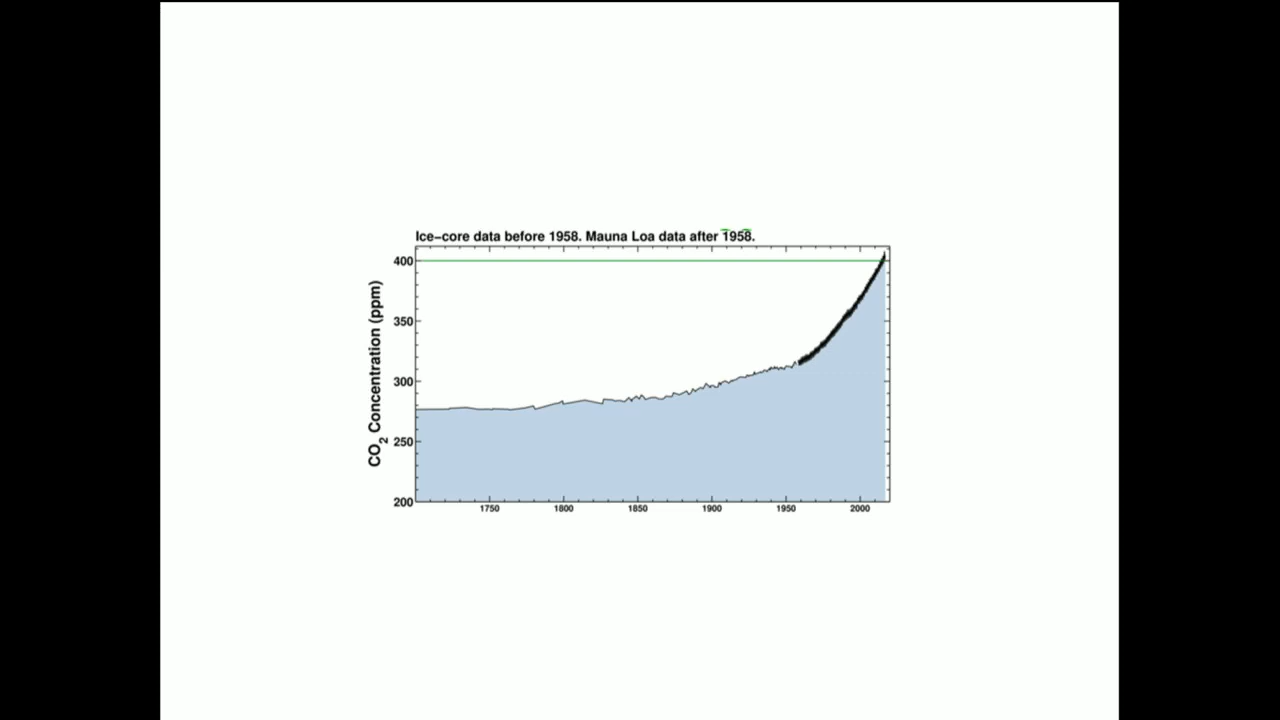 Ice-core data before 1958. Mauna Loa data after 1958.
CO2 Concentration (ppm)
400
350
300
250
200
1750 1800 1850 1900 1950 2000